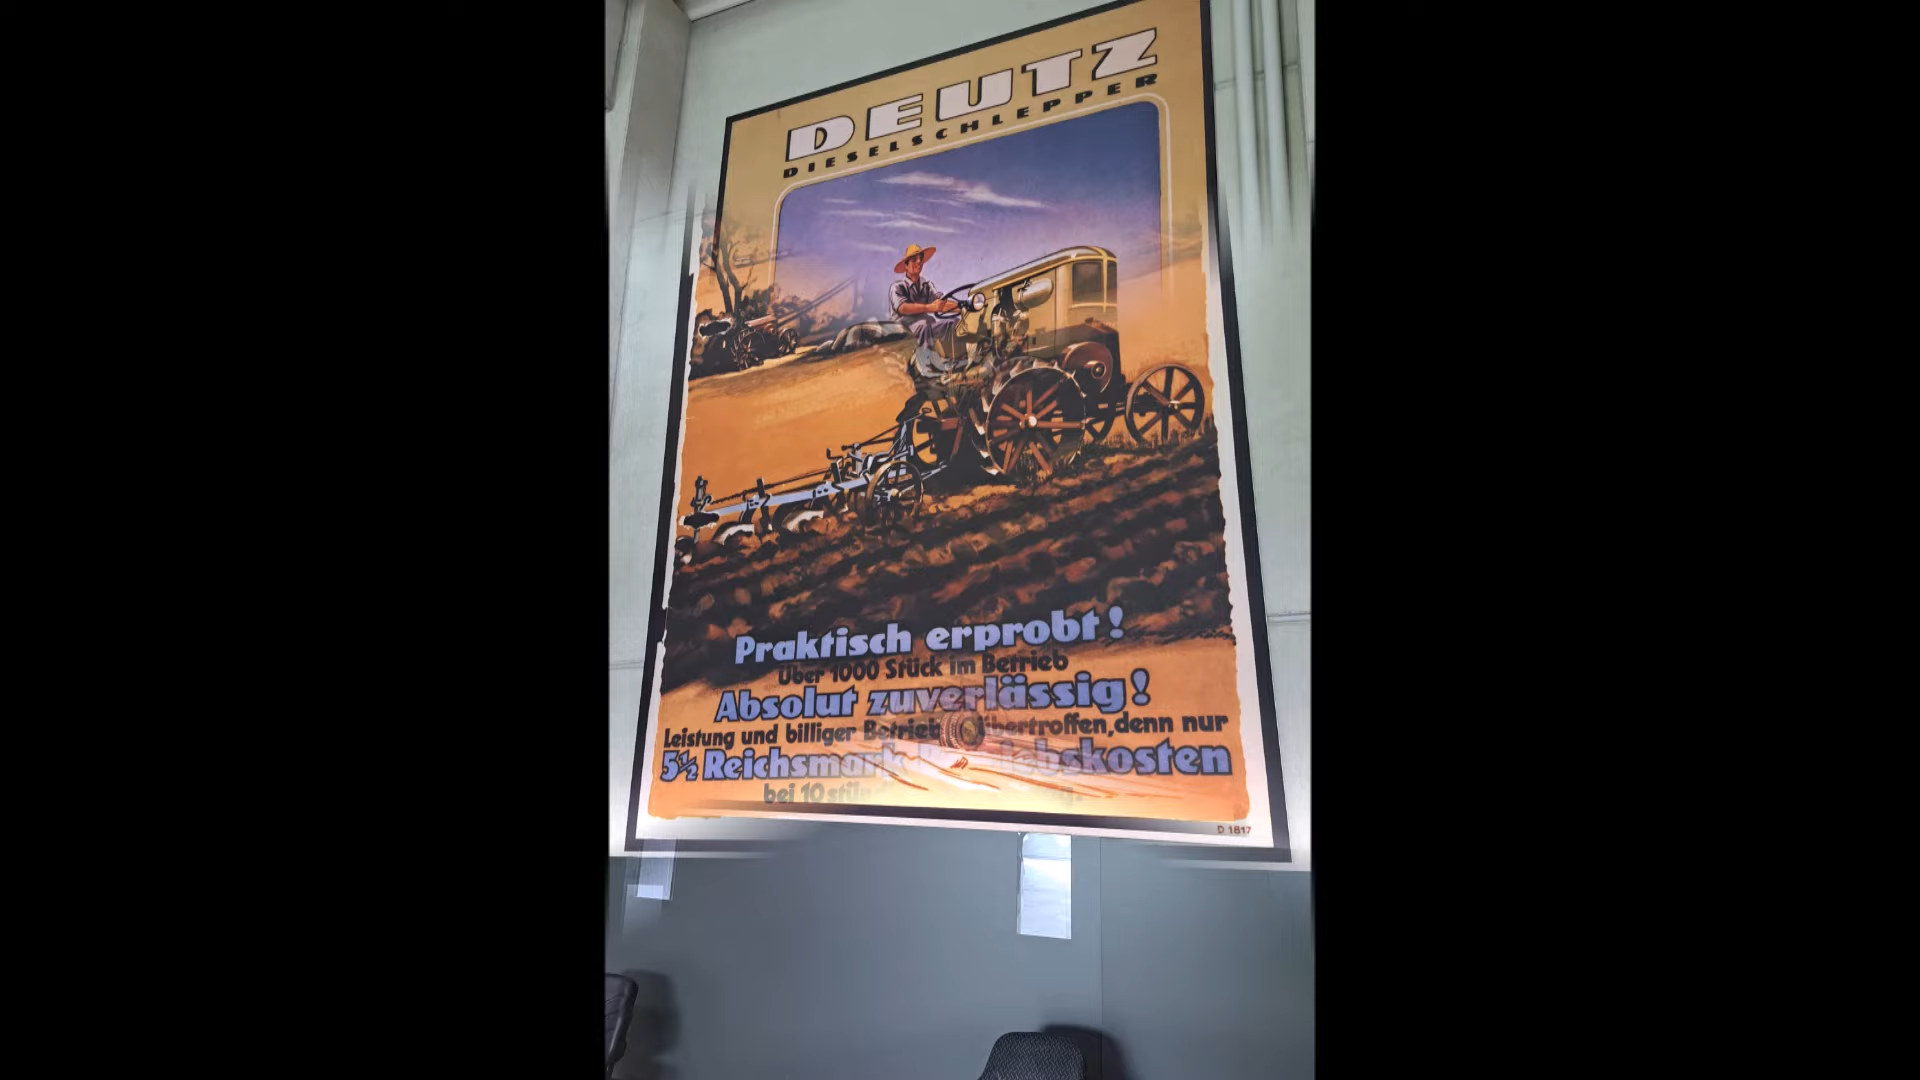 DEUTZ
DIESELSCHLEPPER
Praktisch erprobt!
Über 1000 Stück im Betrieb
Absolut zuverlässig!
Leistung und billiger Betrieb denn nur
5½ Reichsmark
bei 10
D 1817